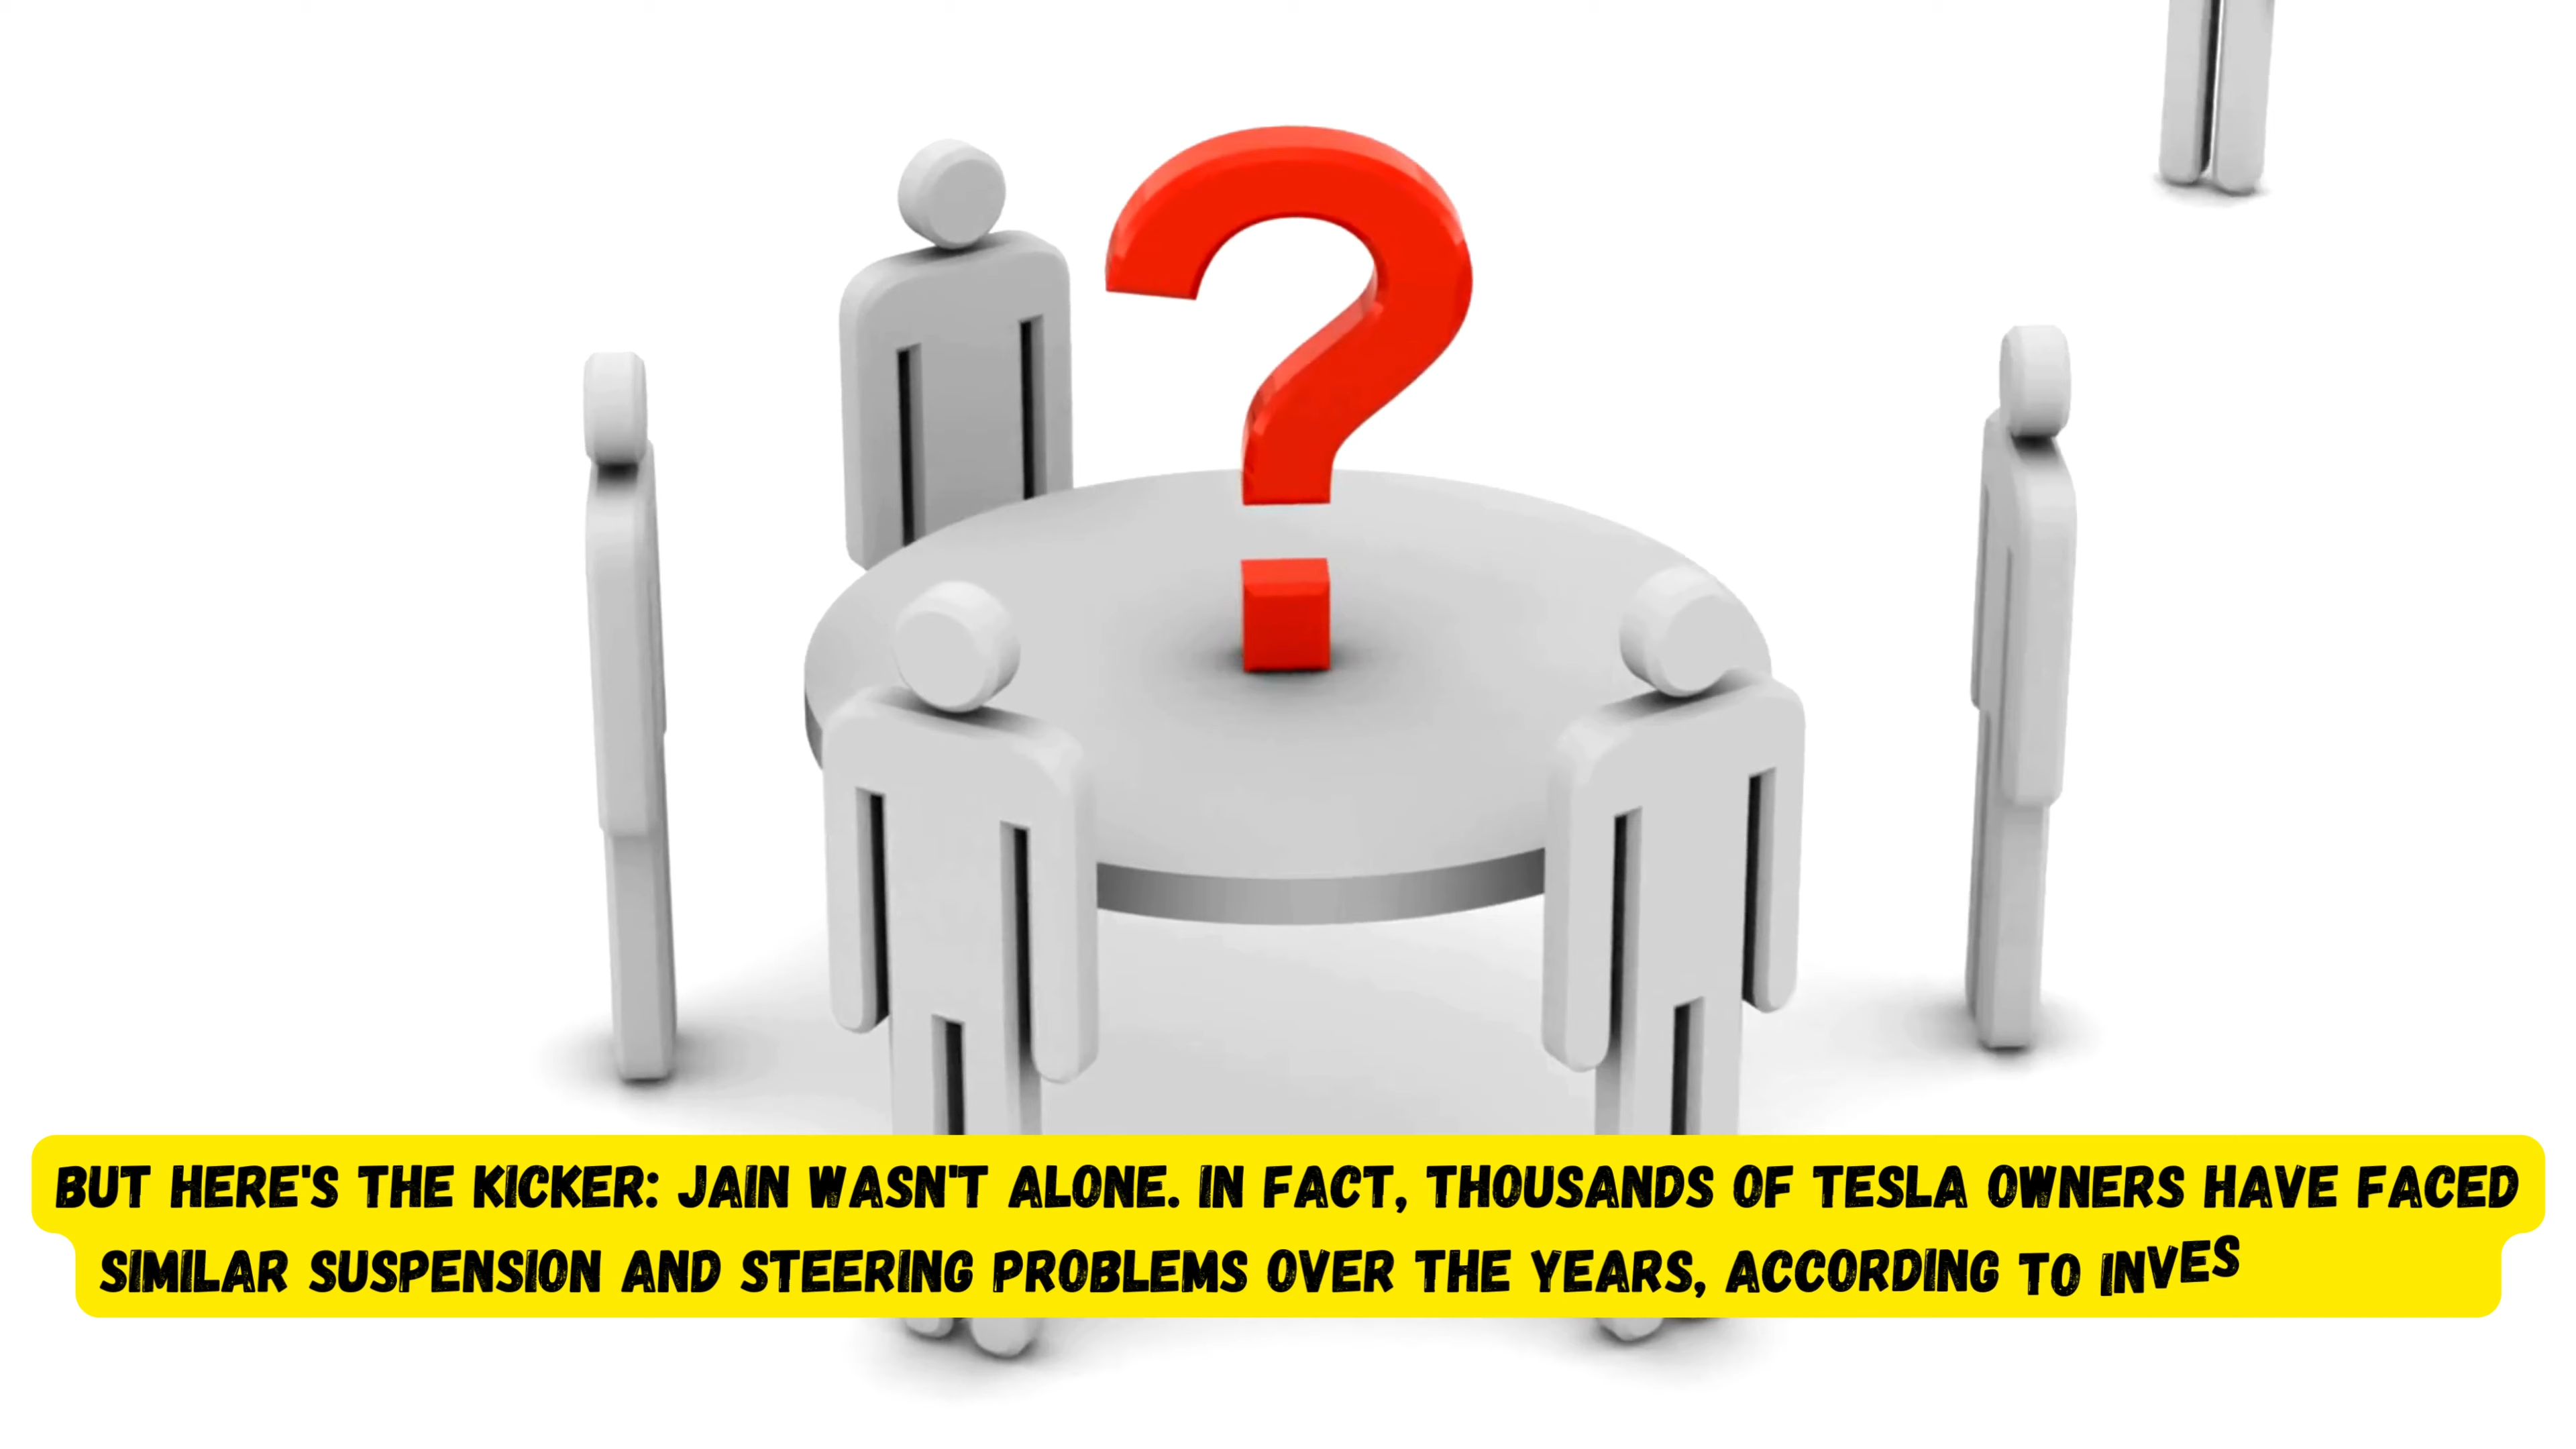 BUT HERE'S THE KICKER: JAIN WASN'T ALONE. IN FACT, THOUSANDS OF TESLA OWNERS HAVE FACED
SIMILAR SUSPENSION AND STEERING PROBLEMS OVER THE YEARS, ACCORDING TO INVES